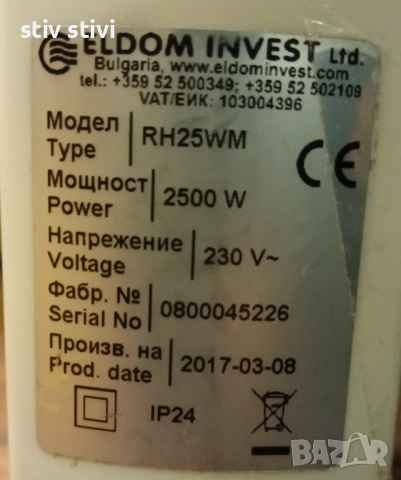 stiv stivi
ELDOM INVEST Ltd.
Bulgaria, www.eldominvest.com
tel.: +359 52 500349; +359 52 502109
VAT/ЕИК: 103004396
Модел
Type
RH25WM
CE
Мощност
Power
2500 W
Напрежение
Voltage
230 V~
Фабр. №
Serial No
0800045226
Произв. на
Prod. date
2017-03-08
IP24
BAZAR